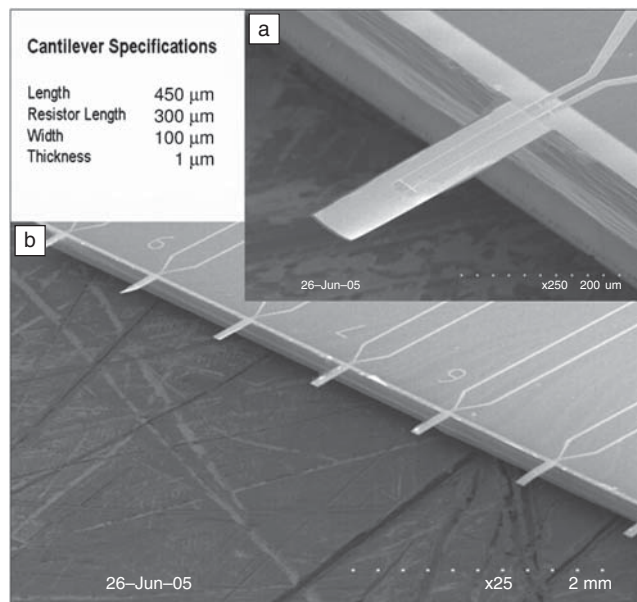 Cantilever Specifications
Length 450 µm
Resistor Length 300 µm
Width 100 µm
Thickness 1 µm
a
26–Jun–05 x250 200 um
b
9
7
6
26–Jun–05 x25 2 mm